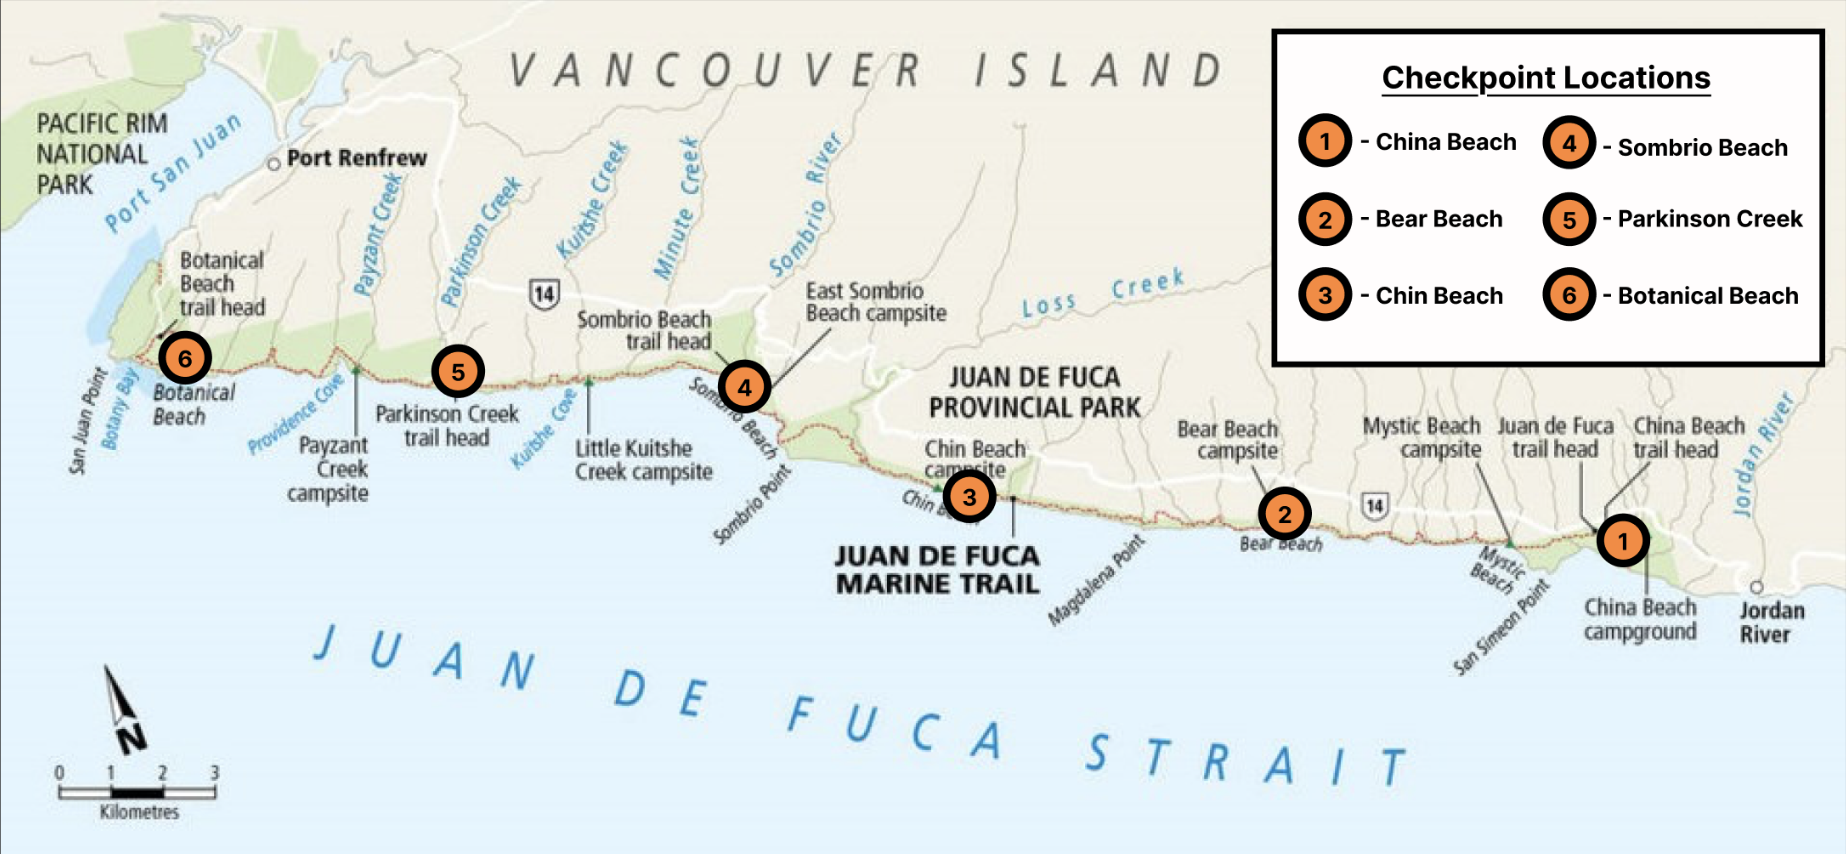 VANCOUVER ISLAND
PACIFIC RIM
NATIONAL
PARK
Port San Juan
Port Renfrew
Payzant Creek
Parkinson Creek
Kuitshe Creek
Minute Creek
Sombrio River
Loss Creek
Jordan River
14
Botanical
Beach
trail head
6
Botanical
Beach
San Juan Point
Botany Bay
Providence Cove
Payzant
Creek
campsite
5
Parkinson Creek
trail head
Kuitshe Cove
Little Kuitshe
Creek campsite
Sombrio Beach
trail head
East Sombrio
Beach campsite
4
Sombrio Beach
Sombrio Point
JUAN DE FUCA
PROVINCIAL PARK
Chin Beach
campsite
3
Chin Beach
JUAN DE FUCA
MARINE TRAIL
Magdalena Point
Bear Beach
campsite
2
Bear Beach
14
Mystic Beach
campsite
Juan de Fuca
trail head
China Beach
trail head
1
Mystic
Beach
San Simeon Point
China Beach
campground
Jordan
River
JUAN DE FUCA STRAIT
N
0 1 2 3
Kilometres
Checkpoint Locations
1 - China Beach
2 - Bear Beach
3 - Chin Beach
4 - Sombrio Beach
5 - Parkinson Creek
6 - Botanical Beach